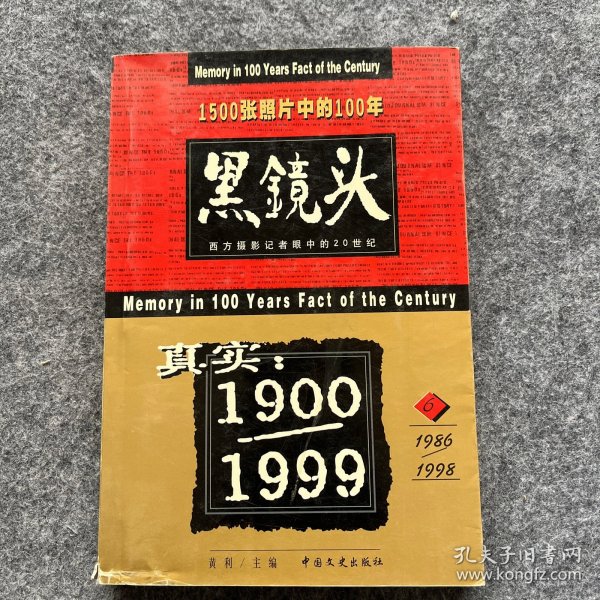 Memory in 100 Years Fact of the Century
1500张照片中的100年
黑鏡头
西方摄影记者眼中的20世纪
Memory in 100 Years Fact of the Century
真实：
1900
1999
6
1986
1998
黄利/主编 中国文史出版社
孔夫子旧书网
www.kongfz.com